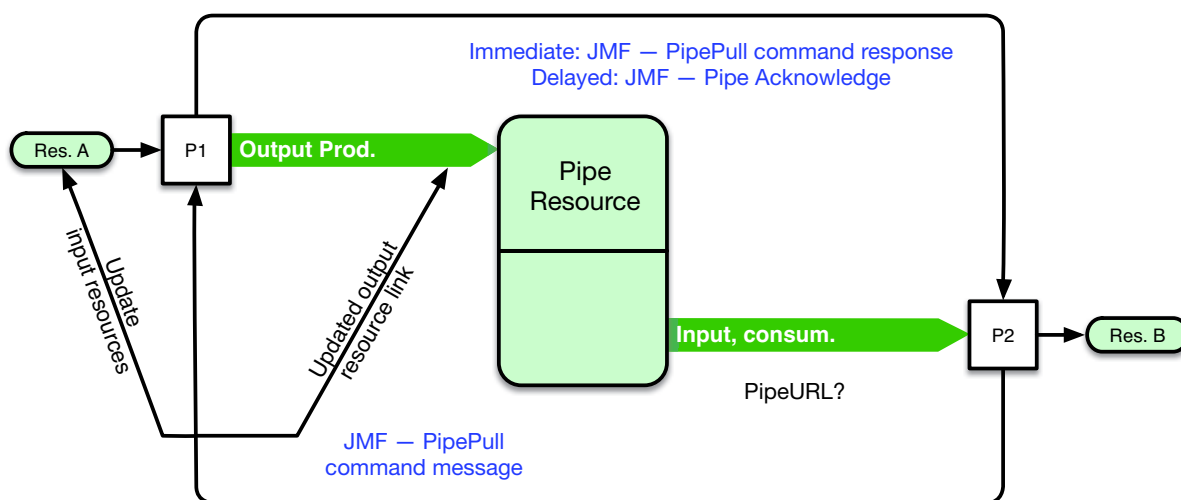 Immediate: JMF — PipePull command response
Delayed: JMF — Pipe Acknowledge
Res. A
P1
Output Prod.
Pipe
Resource
Update
input resources
Updated output
resource link
Input, consum.
P2
Res. B
PipeURL?
JMF — PipePull
command message